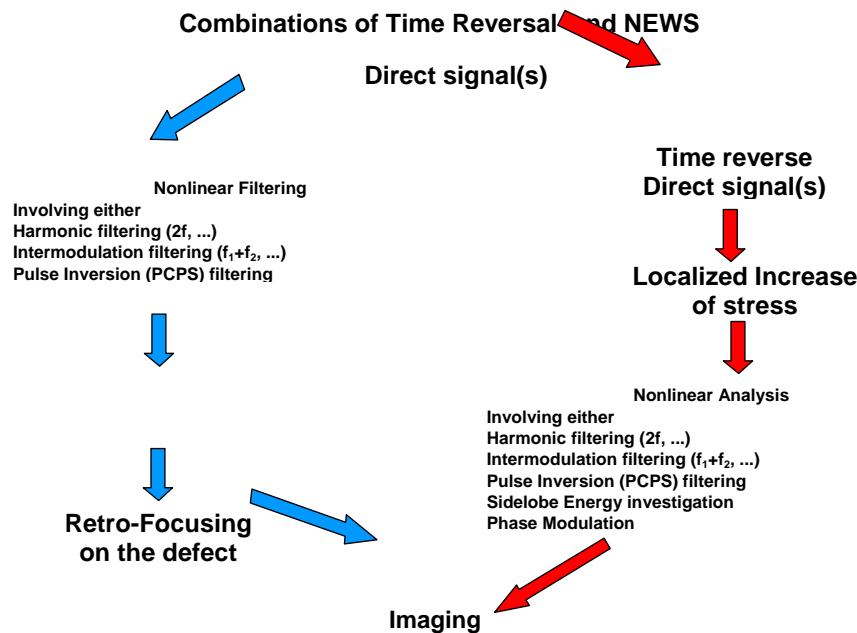 Combinations of Time Reversal and NEWS
Direct signal(s)
Nonlinear Filtering
Involving either
Harmonic filtering (2f, ...)
Intermodulation filtering (f₁+f₂, ...)
Pulse Inversion (PCPS) filtering
Retro-Focusing
on the defect
Time reverse
Direct signal(s)
Localized Increase
of stress
Nonlinear Analysis
Involving either
Harmonic filtering (2f, ...)
Intermodulation filtering (f₁+f₂, ...)
Pulse Inversion (PCPS) filtering
Sidelobe Energy investigation
Phase Modulation
Imaging